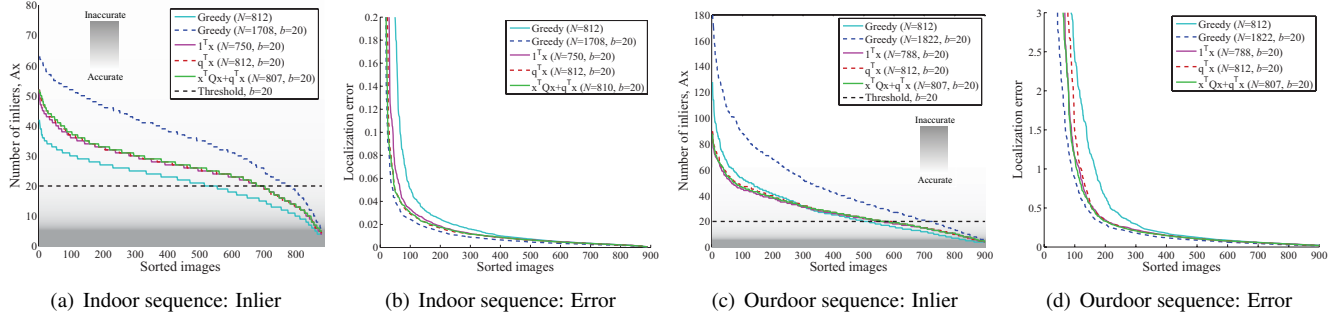 Number of inliers, Ax
80
70
60
50
40
30
20
10
0
0 100 200 300 400 500 600 700 800
Sorted images
Inaccurate
Accurate
Greedy (N=812)
Greedy (N=1708, b=20)
1ᵀx (N=750, b=20)
qᵀx (N=812, b=20)
xᵀQx+qᵀx (N=807, b=20)
Threshold, b=20
(a) Indoor sequence: Inlier
Localization error
0.2
0.18
0.16
0.14
0.12
0.1
0.08
0.06
0.04
0.02
0
0 100 200 300 400 500 600 700 800 900
Sorted images
Greedy (N=812)
Greedy (N=1708, b=20)
1ᵀx (N=750, b=20)
qᵀx (N=812, b=20)
xᵀQx+qᵀx (N=810, b=20)
(b) Indoor sequence: Error
Number of inliers, Ax
180
160
140
120
100
80
60
40
20
0
0 100 200 300 400 500 600 700 800 900
Sorted images
Greedy (N=812)
Greedy (N=1822, b=20)
1ᵀx (N=788, b=20)
qᵀx (N=812, b=20)
xᵀQx+qᵀx (N=807, b=20)
Threshold, b=20
Inaccurate
Accurate
(c) Ourdoor sequence: Inlier
Localization error
3
2
1
0
0 100 200 300 400 500 600 700 800 900
Sorted images
Greedy (N=812)
Greedy (N=1822, b=20)
1ᵀx (N=788, b=20)
qᵀx (N=812, b=20)
xᵀQx+qᵀx (N=807, b=20)
(d) Ourdoor sequence: Error